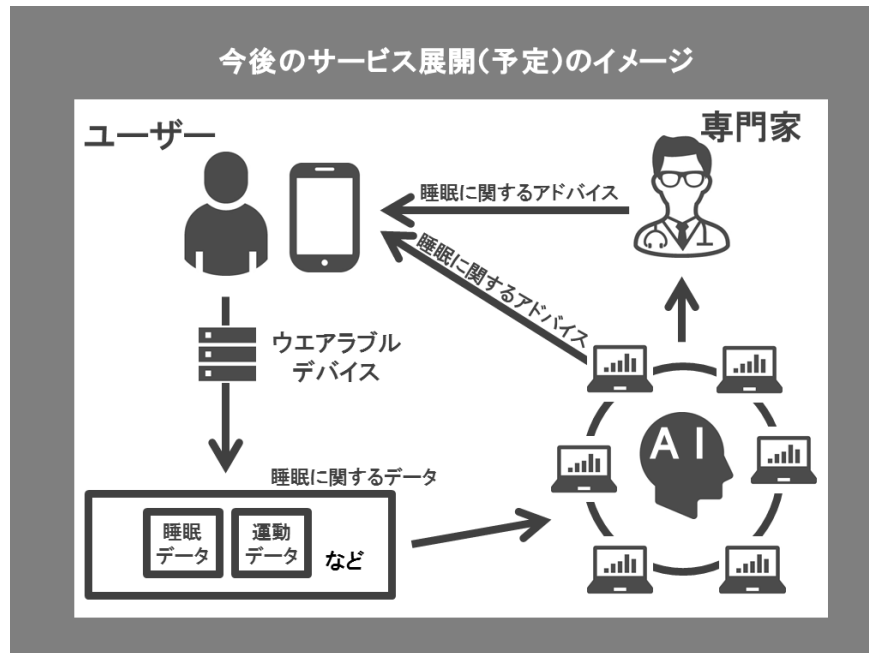 今後のサービス展開(予定)のイメージ
ユーザー
専門家
睡眠に関するアドバイス
睡眠に関するアドバイス
ウエアラブル
デバイス
AI
睡眠に関するデータ
睡眠
データ
運動
データ
など